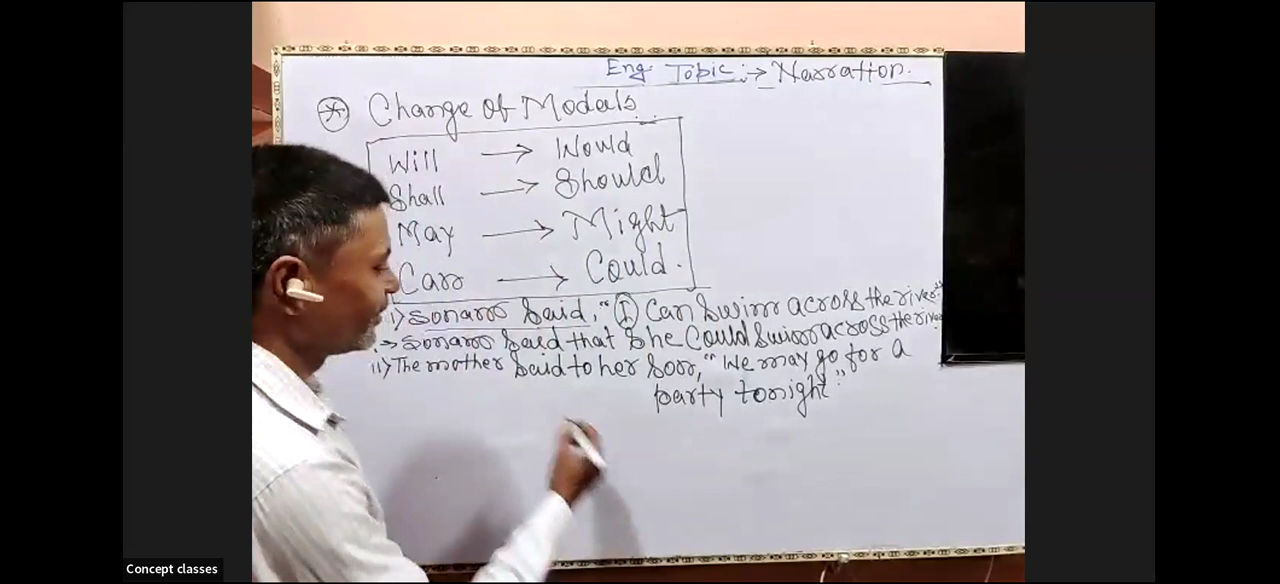 Eng. Topic:→ Narration.
* Change of Modals
Will → Would
Shall → Should
May → Might
Can → Could.
i) Sonam Said, "I Can Swim across the river."
:→ Sonam Said that She Could Swim across the river
ii) The mother Said to her Son, "We may go for a
party tonight"
Concept classes